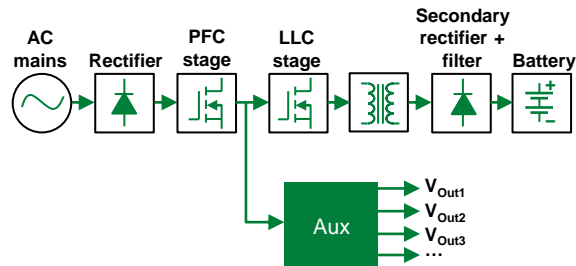 AC
mains
Rectifier
PFC
stage
LLC
stage
Secondary
rectifier +
filter
Battery
+
-
Aux
VOut1
VOut2
VOut3
...